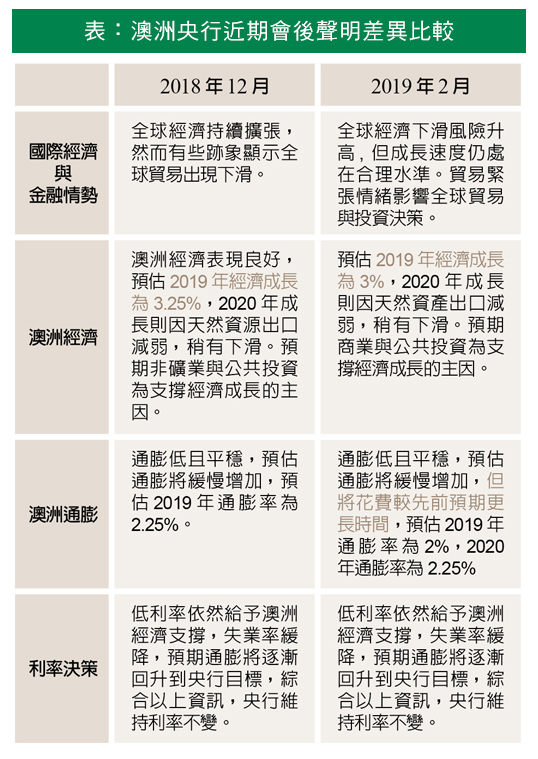 表：澳洲央行近期會後聲明差異比較
2018 年 12 月
2019 年 2 月
國際經濟
與
金融情勢
全球經濟持續擴張，
然而有些跡象顯示全
球貿易出現下滑。
全球經濟下滑風險升
高，但成長速度仍處
在合理水準。貿易緊
張情緒影響全球貿易
與投資決策。
澳洲經濟
澳洲經濟表現良好，
預估 2019 年經濟成長
為 3.25%，2020 年成
長則因天然資源出口
減弱，稍有下滑。預
期非礦業與公共投資
為支撐經濟成長的主
因。
預估 2019 年經濟成長
為 3%，2020 年成長
則因天然資產出口減
弱，稍有下滑。預期
商業與公共投資為支
撐經濟成長的主因。
澳洲通膨
通膨低且平穩，預估
通膨將緩慢增加，預
估 2019 年通膨率為
2.25%。
通膨低且平穩，預估
通膨將緩慢增加，但
將花費較先前預期更
長時間，預估 2019 年
通膨率為 2%，2020
年通膨率為 2.25%
利率決策
低利率依然給予澳洲
經濟支撐，失業率緩
降，預期通膨將逐漸
回升到央行目標，綜
合以上資訊，央行維
持利率不變。
低利率依然給予澳洲
經濟支撐，失業率緩
降，預期通膨將逐漸
回升到央行目標，綜
合以上資訊，央行維
持利率不變。